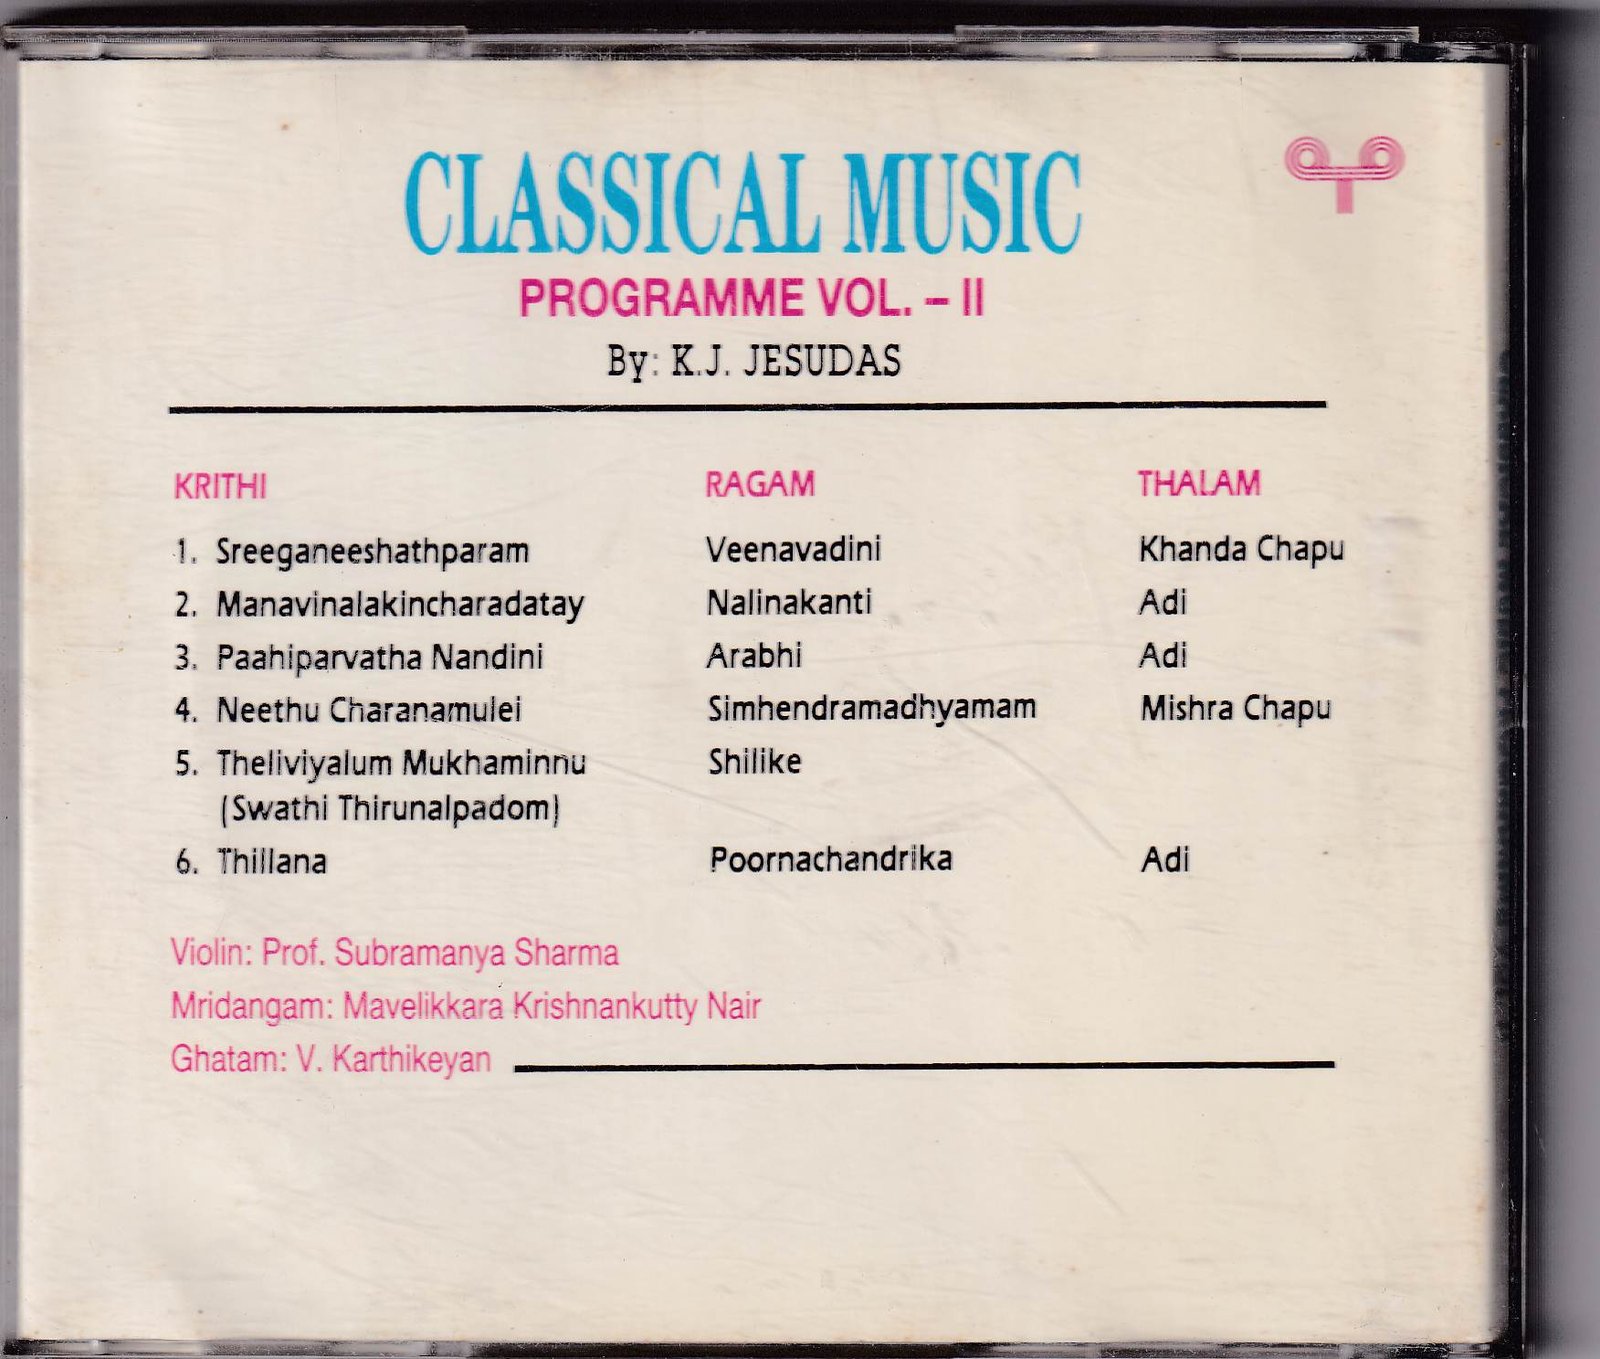 CLASSICAL MUSIC
PROGRAMME VOL. – II
By: K.J. JESUDAS
KRITHI RAGAM THALAM
1. Sreeganeeshathparam Veenavadini Khanda Chapu
2. Manavinalakincharadatay Nalinakanti Adi
3. Paahiparvatha Nandini Arabhi Adi
4. Neethu Charanamulei Simhendramadhyamam Mishra Chapu
5. Theliviyalum Mukhaminnu Shilike
(Swathi Thirunalpadom)
6. Thillana Poornachandrika Adi
Violin: Prof. Subramanya Sharma
Mridangam: Mavelikkara Krishnankutty Nair
Ghatam: V. Karthikeyan